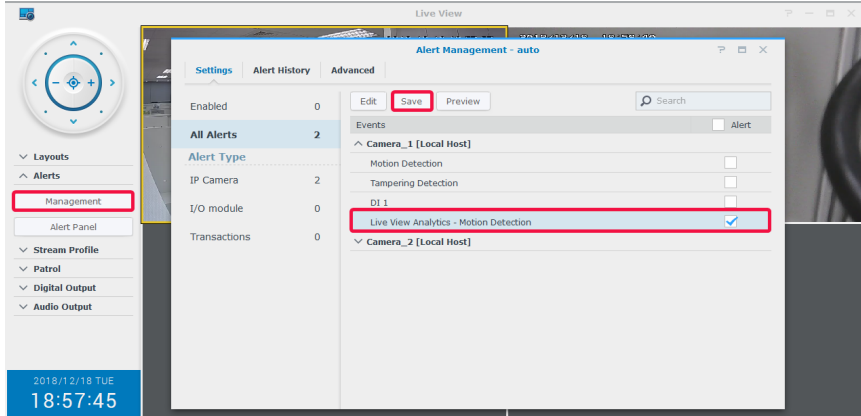 Live View
Alert Management - auto
Settings Alert History Advanced
Edit Save Preview Search
Enabled 0
All Alerts 2
Alert Type
IP Camera 2
I/O module 0
Transactions 0
Events Alert
Camera_1 [Local Host]
Motion Detection
Tampering Detection
DI 1
Live View Analytics - Motion Detection
Camera_2 [Local Host]
Layouts
Alerts
Management
Alert Panel
Stream Profile
Patrol
Digital Output
Audio Output
2018/12/18 TUE
18:57:45